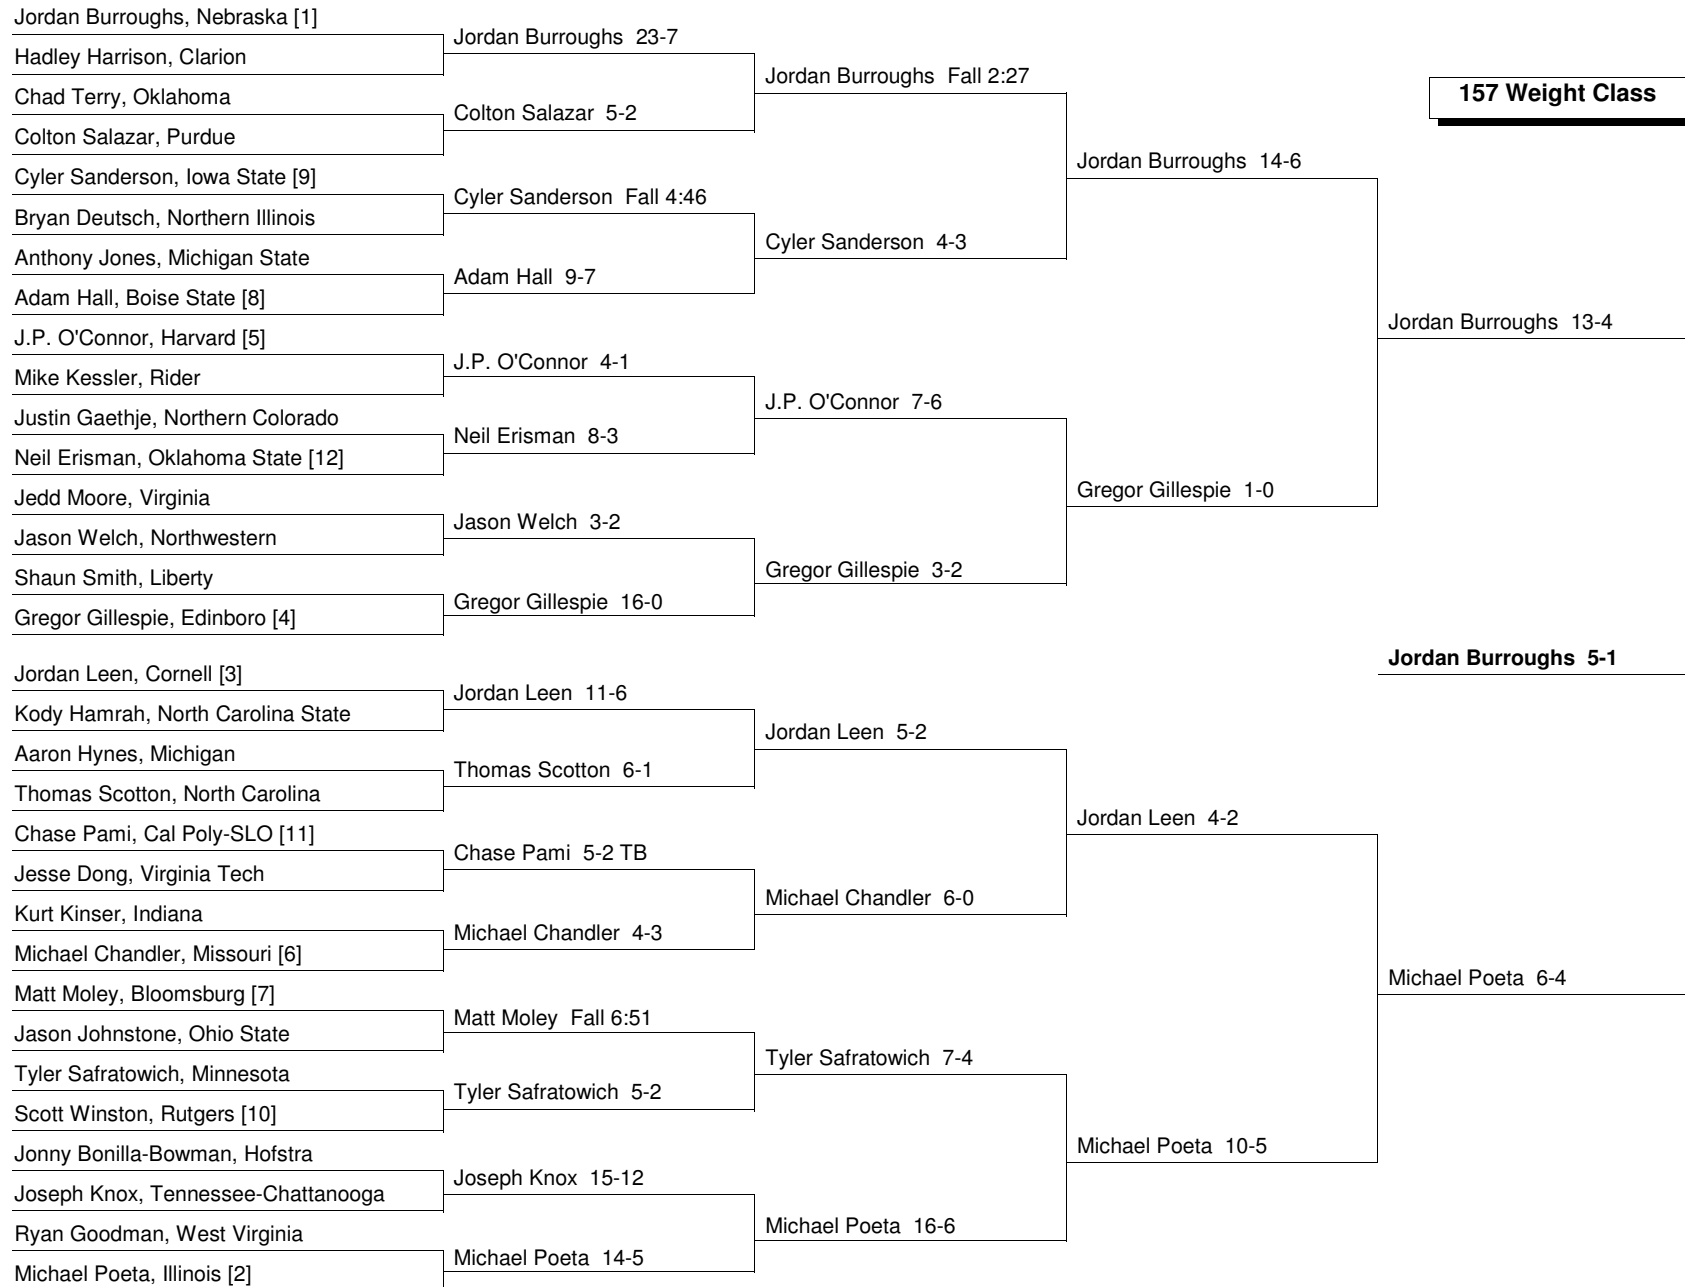 Jordan Burroughs, Nebraska [1]
Hadley Harrison, Clarion
Chad Terry, Oklahoma
Colton Salazar, Purdue
Cyler Sanderson, Iowa State [9]
Bryan Deutsch, Northern Illinois
Anthony Jones, Michigan State
Adam Hall, Boise State [8]
J.P. O'Connor, Harvard [5]
Mike Kessler, Rider
Justin Gaethje, Northern Colorado
Neil Erisman, Oklahoma State [12]
Jedd Moore, Virginia
Jason Welch, Northwestern
Shaun Smith, Liberty
Gregor Gillespie, Edinboro [4]
Jordan Leen, Cornell [3]
Kody Hamrah, North Carolina State
Aaron Hynes, Michigan
Thomas Scotton, North Carolina
Chase Pami, Cal Poly-SLO [11]
Jesse Dong, Virginia Tech
Kurt Kinser, Indiana
Michael Chandler, Missouri [6]
Matt Moley, Bloomsburg [7]
Jason Johnstone, Ohio State
Tyler Safratowich, Minnesota
Scott Winston, Rutgers [10]
Jonny Bonilla-Bowman, Hofstra
Joseph Knox, Tennessee-Chattanooga
Ryan Goodman, West Virginia
Michael Poeta, Illinois [2]
Jordan Burroughs 23-7
Colton Salazar 5-2
Cyler Sanderson Fall 4:46
Adam Hall 9-7
J.P. O'Connor 4-1
Neil Erisman 8-3
Jason Welch 3-2
Gregor Gillespie 16-0
Jordan Leen 11-6
Thomas Scotton 6-1
Chase Pami 5-2 TB
Michael Chandler 4-3
Matt Moley Fall 6:51
Tyler Safratowich 5-2
Joseph Knox 15-12
Michael Poeta 14-5
Jordan Burroughs Fall 2:27
Cyler Sanderson 4-3
J.P. O'Connor 7-6
Gregor Gillespie 3-2
Jordan Leen 5-2
Michael Chandler 6-0
Tyler Safratowich 7-4
Michael Poeta 16-6
Jordan Burroughs 14-6
Gregor Gillespie 1-0
Jordan Leen 4-2
Michael Poeta 10-5
157 Weight Class
Jordan Burroughs 13-4
Jordan Burroughs 5-1
Michael Poeta 6-4